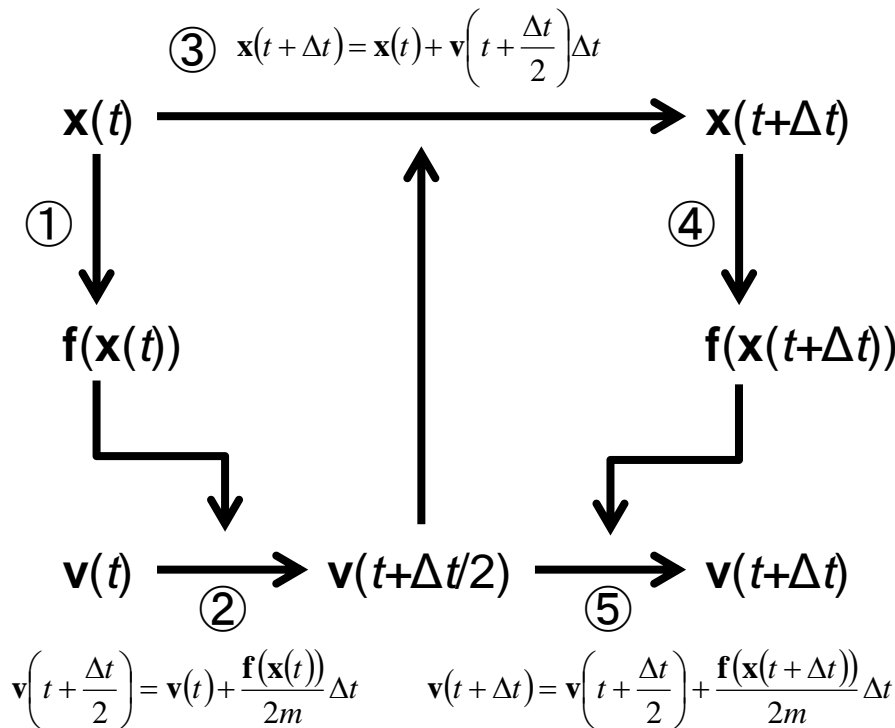 ③ x(t + Δt) = x(t) + v(t + Δt/2)Δt
x(t) x(t+Δt)
① ④
f(x(t)) f(x(t+Δt))
v(t) v(t+Δt/2) v(t+Δt)
② ⑤
v(t + Δt/2) = v(t) + f(x(t))/2m Δt v(t + Δt) = v(t + Δt/2) + f(x(t + Δt))/2m Δt